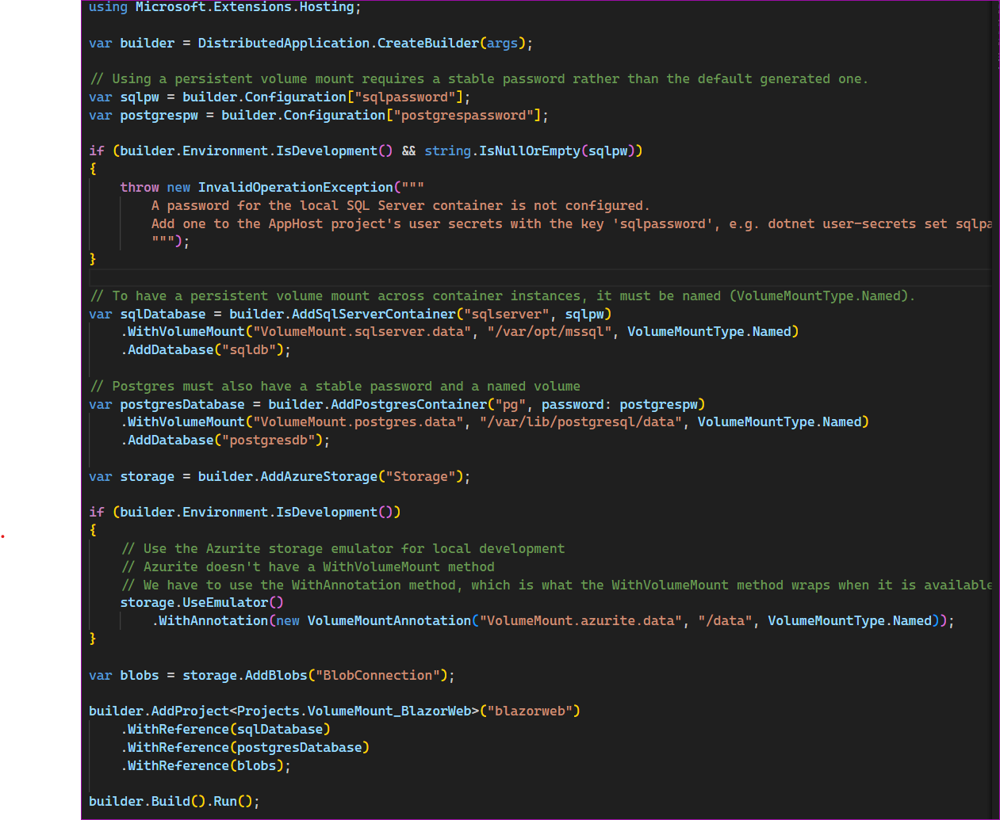 using Microsoft.Extensions.Hosting;
var builder = DistributedApplication.CreateBuilder(args);
// Using a persistent volume mount requires a stable password rather than the default generated one.
var sqlpw = builder.Configuration["sqlpassword"];
var postgrespw = builder.Configuration["postgrespassword"];
if (builder.Environment.IsDevelopment() && string.IsNullOrEmpty(sqlpw))
{
throw new InvalidOperationException("""
A password for the local SQL Server container is not configured.
Add one to the AppHost project's user secrets with the key 'sqlpassword', e.g. dotnet user-secrets set sqlpa
""");
}
// To have a persistent volume mount across container instances, it must be named (VolumeMountType.Named).
var sqlDatabase = builder.AddSqlServerContainer("sqlserver", sqlpw)
.WithVolumeMount("VolumeMount.sqlserver.data", "/var/opt/mssql", VolumeMountType.Named)
.AddDatabase("sqldb");
// Postgres must also have a stable password and a named volume
var postgresDatabase = builder.AddPostgresContainer("pg", password: postgrespw)
.WithVolumeMount("VolumeMount.postgres.data", "/var/lib/postgresql/data", VolumeMountType.Named)
.AddDatabase("postgresdb");
var storage = builder.AddAzureStorage("Storage");
if (builder.Environment.IsDevelopment())
{
// Use the Azurite storage emulator for local development
// Azurite doesn't have a WithVolumeMount method
// We have to use the WithAnnotation method, which is what the WithVolumeMount method wraps when it is available
storage.UseEmulator()
.WithAnnotation(new VolumeMountAnnotation("VolumeMount.azurite.data", "/data", VolumeMountType.Named));
}
var blobs = storage.AddBlobs("BlobConnection");
builder.AddProject<Projects.VolumeMount_BlazorWeb>("blazorweb")
.WithReference(sqlDatabase)
.WithReference(postgresDatabase)
.WithReference(blobs);
builder.Build().Run();